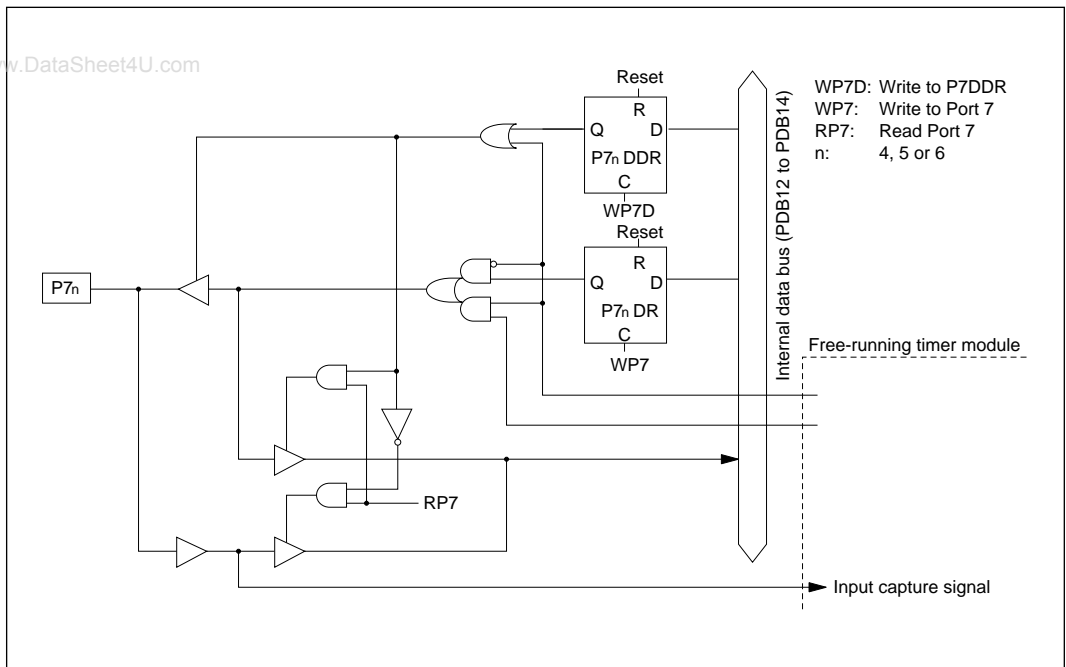 w.DataSheet4U.com
Reset
R
Q D
P7n DDR
C
WP7D
Reset
R
Q D
P7n DR
C
WP7
Internal data bus (PDB12 to PDB14)
WP7D: Write to P7DDR
WP7: Write to Port 7
RP7: Read Port 7
n: 4, 5 or 6
P7n
Free-running timer module
RP7
Input capture signal